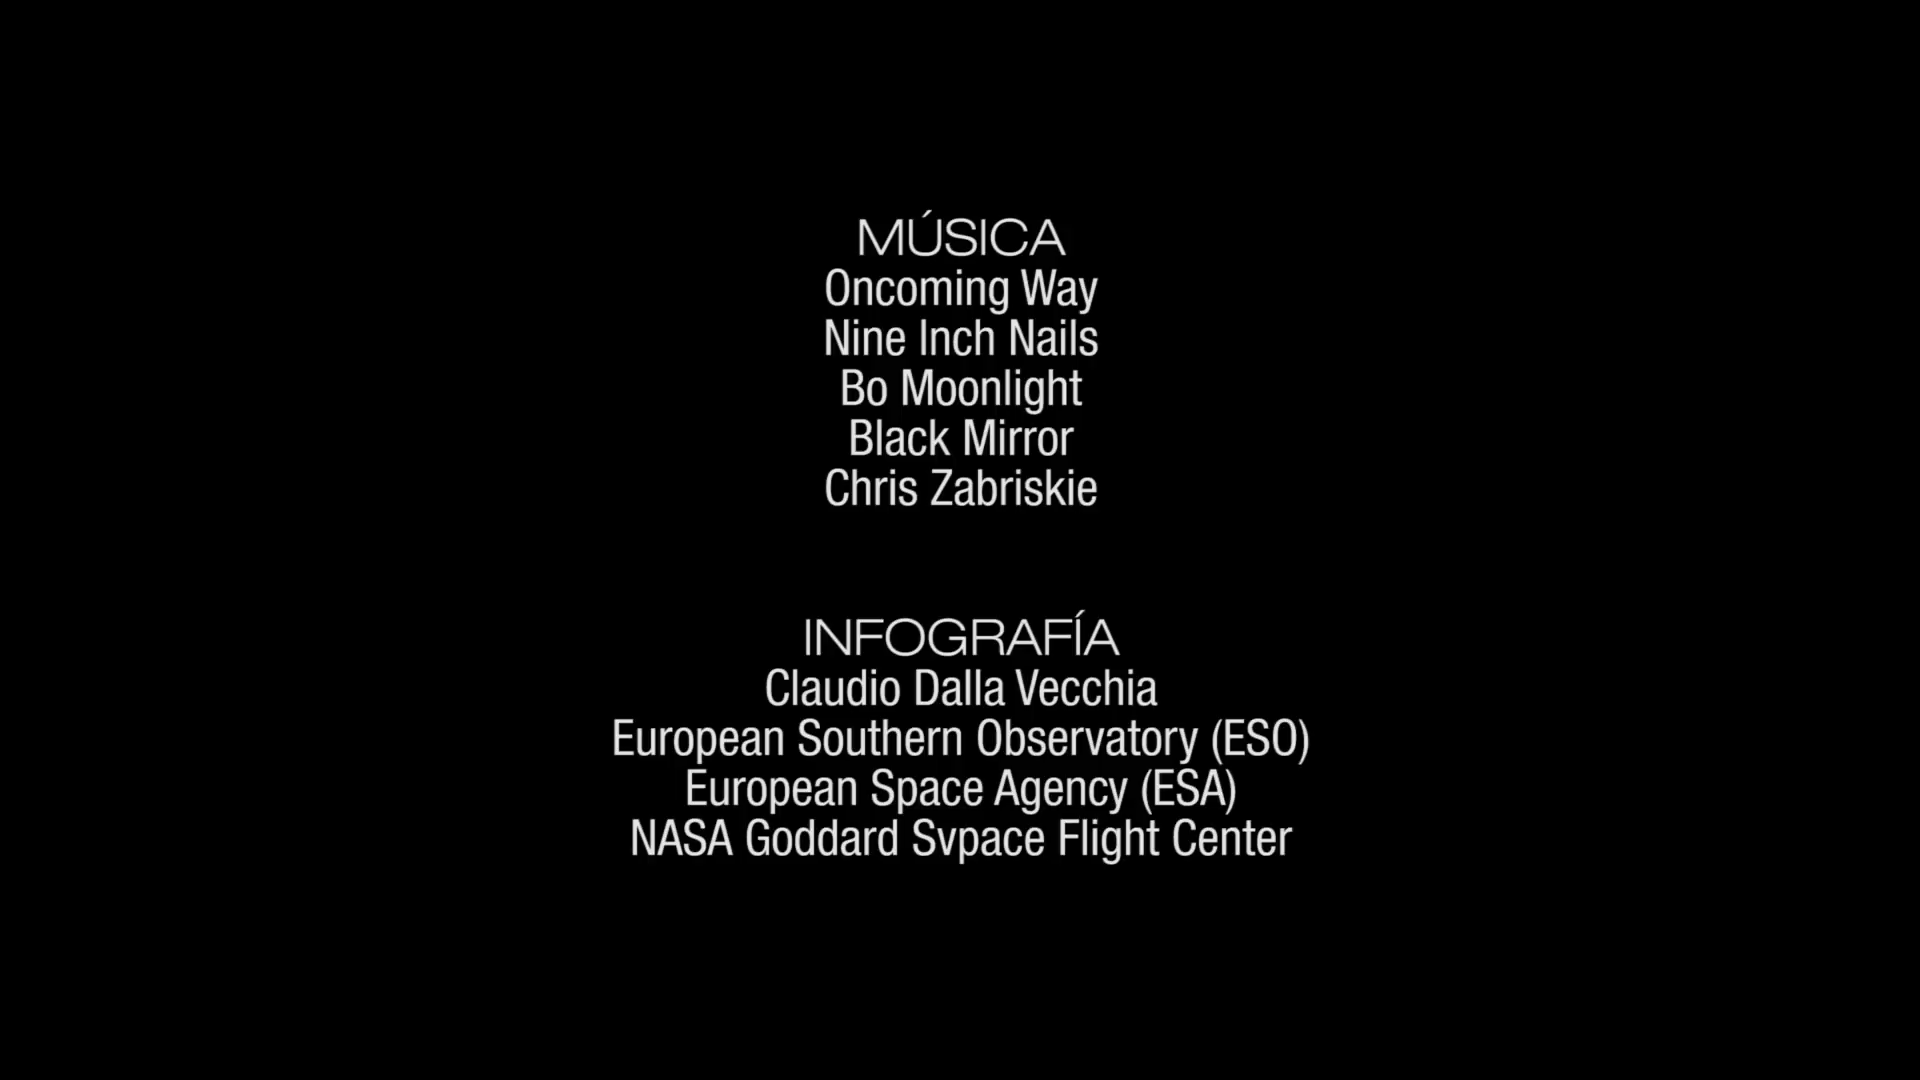 MÚSICA
Oncoming Way
Nine Inch Nails
Bo Moonlight
Black Mirror
Chris Zabriskie
INFOGRAFÍA
Claudio Dalla Vecchia
European Southern Observatory (ESO)
European Space Agency (ESA)
NASA Goddard Svpace Flight Center